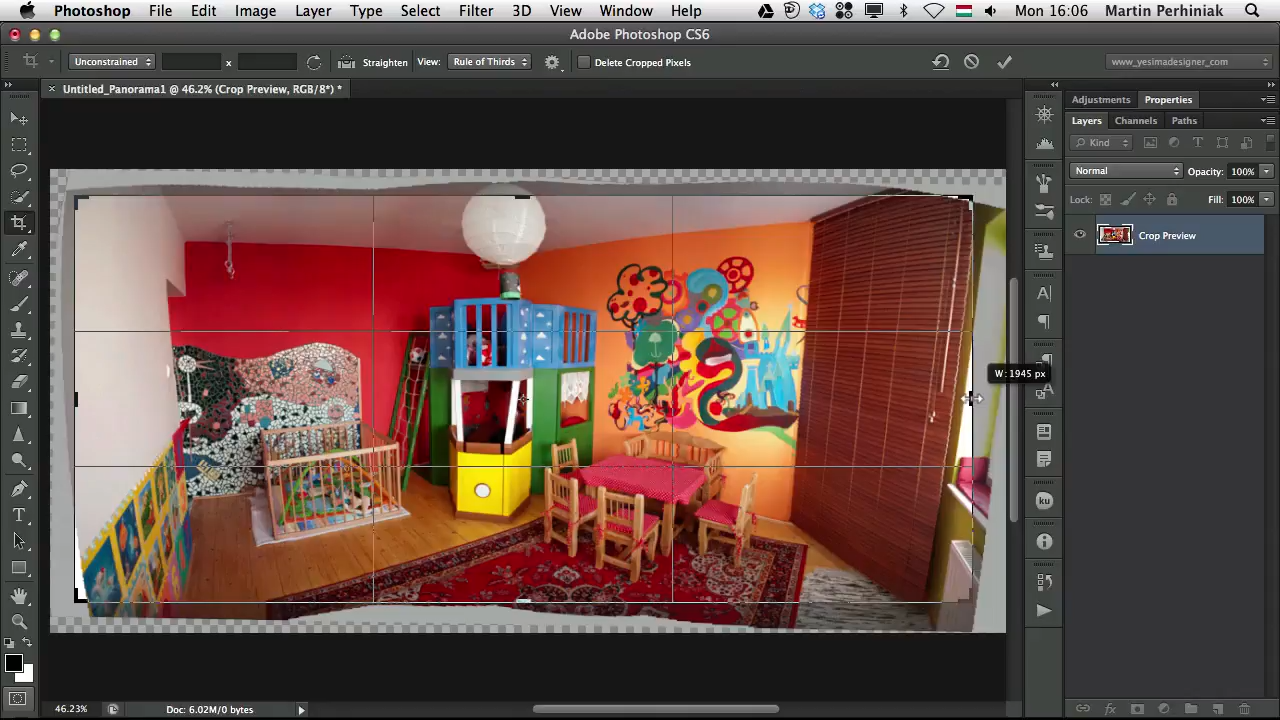 Photoshop File Edit Image Layer Type Select Filter 3D View Window Help Mon 16:06 Martin Perhiniak
Adobe Photoshop CS6
Unconstrained x Straighten View: Rule of Thirds Delete Cropped Pixels www_yesimadesigner_com
× Untitled_Panorama1 @ 46.2% (Crop Preview, RGB/8*) *
Adjustments Properties
Layers Channels Paths
Kind
Normal Opacity: 100%
Lock: Fill: 100%
Crop Preview
W: 1945 px
ku
46.23% Doc: 6.02M/0 bytes